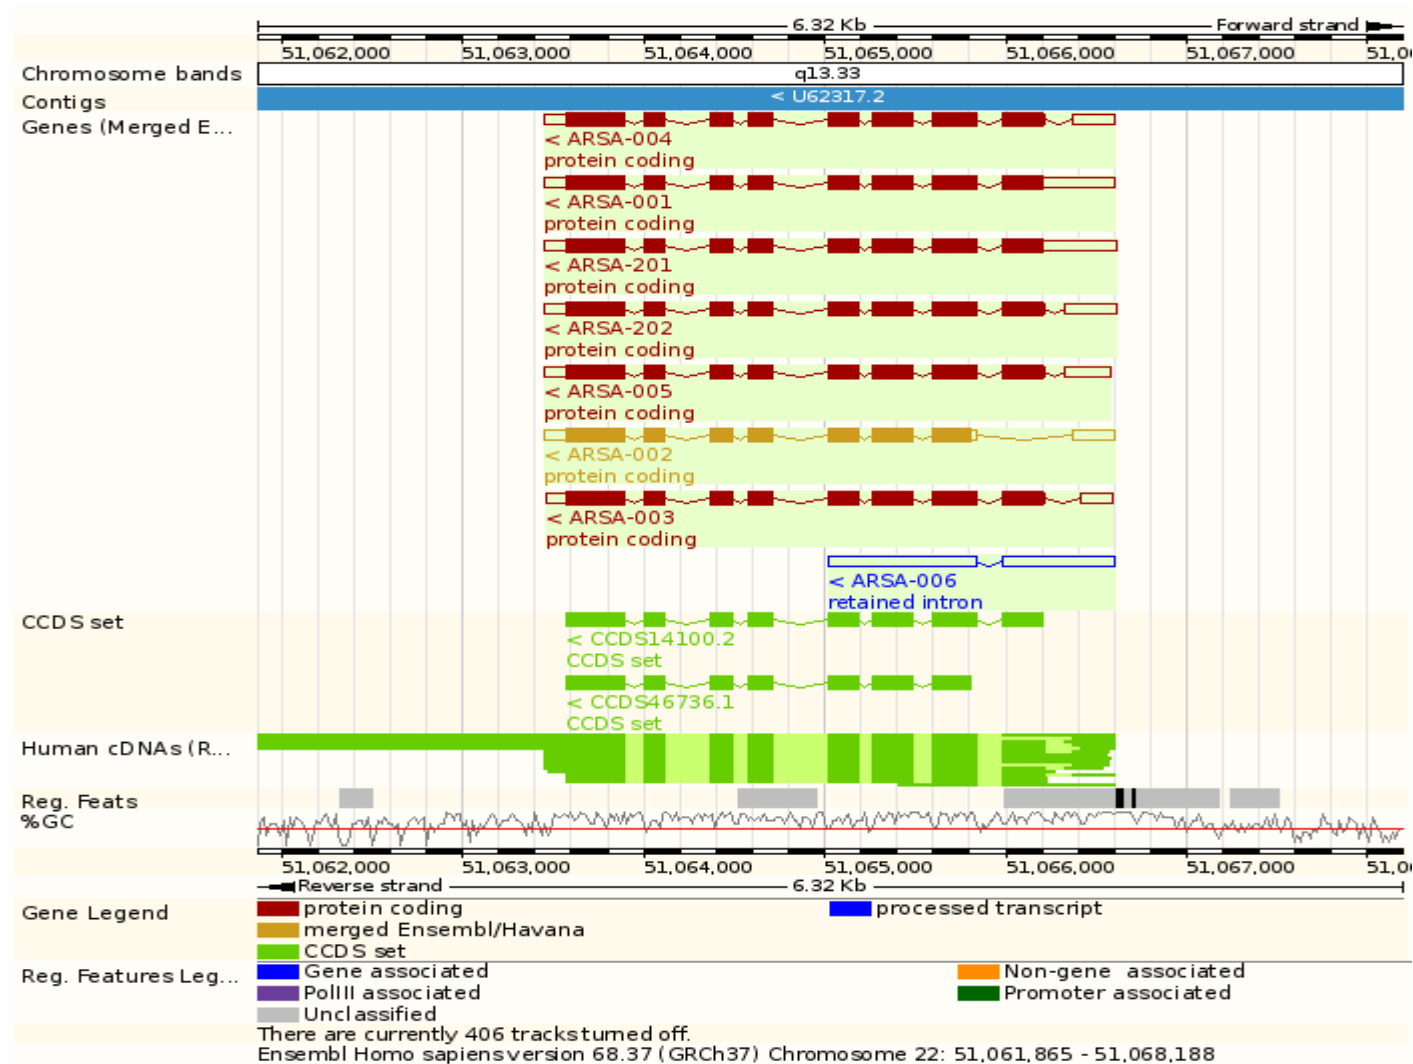 6.32 Kb Forward strand
51,062,000 51,063,000 51,064,000 51,065,000 51,066,000 51,067,000 51,0
Chromosome bands q13.33
Contigs < U62317.2
Genes (Merged E...
< ARSA-004
protein coding
< ARSA-001
protein coding
< ARSA-201
protein coding
< ARSA-202
protein coding
< ARSA-005
protein coding
< ARSA-002
protein coding
< ARSA-003
protein coding
< ARSA-006
retained intron
CCDS set
< CCDS14100.2
CCDS set
< CCDS46736.1
CCDS set
Human cDNAs (R...
Reg. Feats
%GC
51,062,000 51,063,000 51,064,000 51,065,000 51,066,000 51,067,000 51,0
Reverse strand 6.32 Kb
Gene Legend protein coding processed transcript
merged Ensembl/Havana
CCDS set
Reg. Features Leg... Gene associated Non-gene associated
PolIII associated Promoter associated
Unclassified
There are currently 406 tracks turned off.
Ensembl Homo sapiens version 68.37 (GRCh37) Chromosome 22: 51,061,865 - 51,068,188